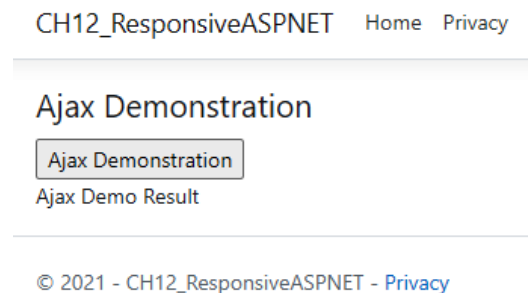 CH12_ResponsiveASPNET Home Privacy
Ajax Demonstration
Ajax Demonstration
Ajax Demo Result
© 2021 - CH12_ResponsiveASPNET - Privacy